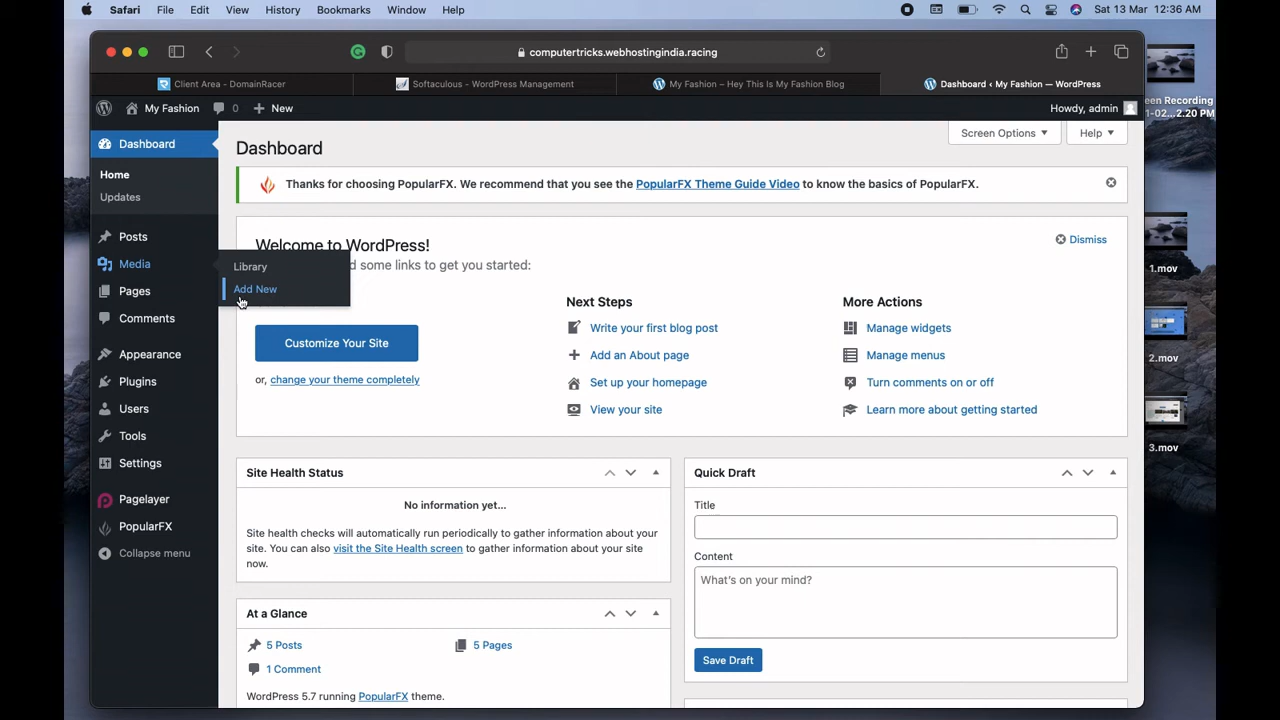 Safari File Edit View History Bookmarks Window Help Sat 13 Mar 12:36 AM
computertricks.webhostingindia.racing
Client Area - DomainRacer Softaculous - WordPress Management My Fashion – Hey This Is My Fashion Blog Dashboard ‹ My Fashion — WordPress
My Fashion 0 New Howdy, admin
een Recording
1-02...2.20 PM
1.mov
2.mov
3.mov
Dashboard
Home
Updates
Posts
Media
Library
Add New
Pages
Comments
Appearance
Plugins
Users
Tools
Settings
Pagelayer
PopularFX
Collapse menu
Screen Options ▼ Help ▼
Dashboard
Thanks for choosing PopularFX. We recommend that you see the PopularFX Theme Guide Video to know the basics of PopularFX.
Welcome to WordPress!
Dismiss
d some links to get you started:
Customize Your Site
or, change your theme completely
Next Steps
Write your first blog post
Add an About page
Set up your homepage
View your site
More Actions
Manage widgets
Manage menus
Turn comments on or off
Learn more about getting started
Site Health Status
No information yet...
Site health checks will automatically run periodically to gather information about your
site. You can also visit the Site Health screen to gather information about your site
now.
At a Glance
5 Posts 5 Pages
1 Comment
WordPress 5.7 running PopularFX theme.
Quick Draft
Title
Content
What's on your mind?
Save Draft